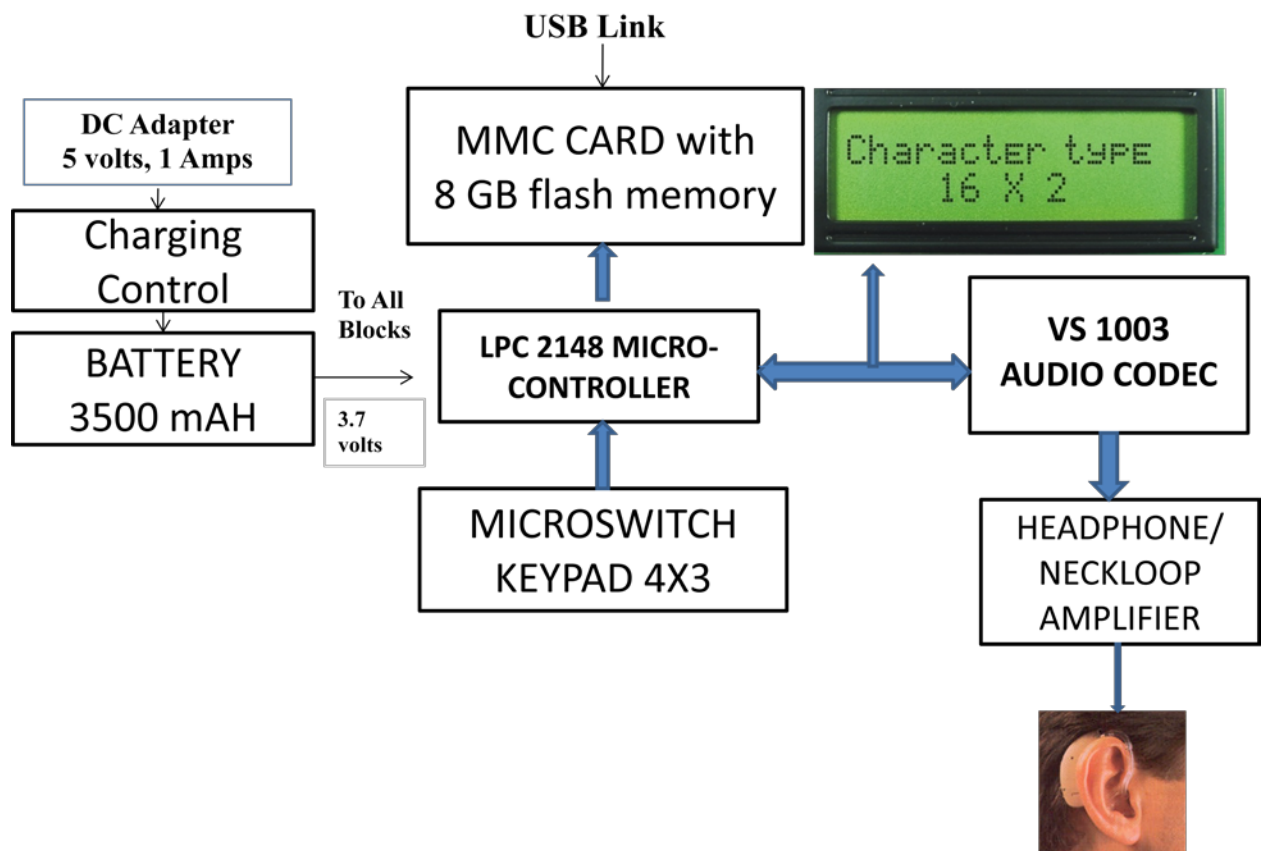 USB Link
DC Adapter
5 volts, 1 Amps
Charging
Control
BATTERY
3500 mAH
To All
Blocks
3.7
volts
MMC CARD with
8 GB flash memory
Character type
16 X 2
LPC 2148 MICRO-
CONTROLLER
VS 1003
AUDIO CODEC
MICROSWITCH
KEYPAD 4X3
HEADPHONE/
NECKLOOP
AMPLIFIER